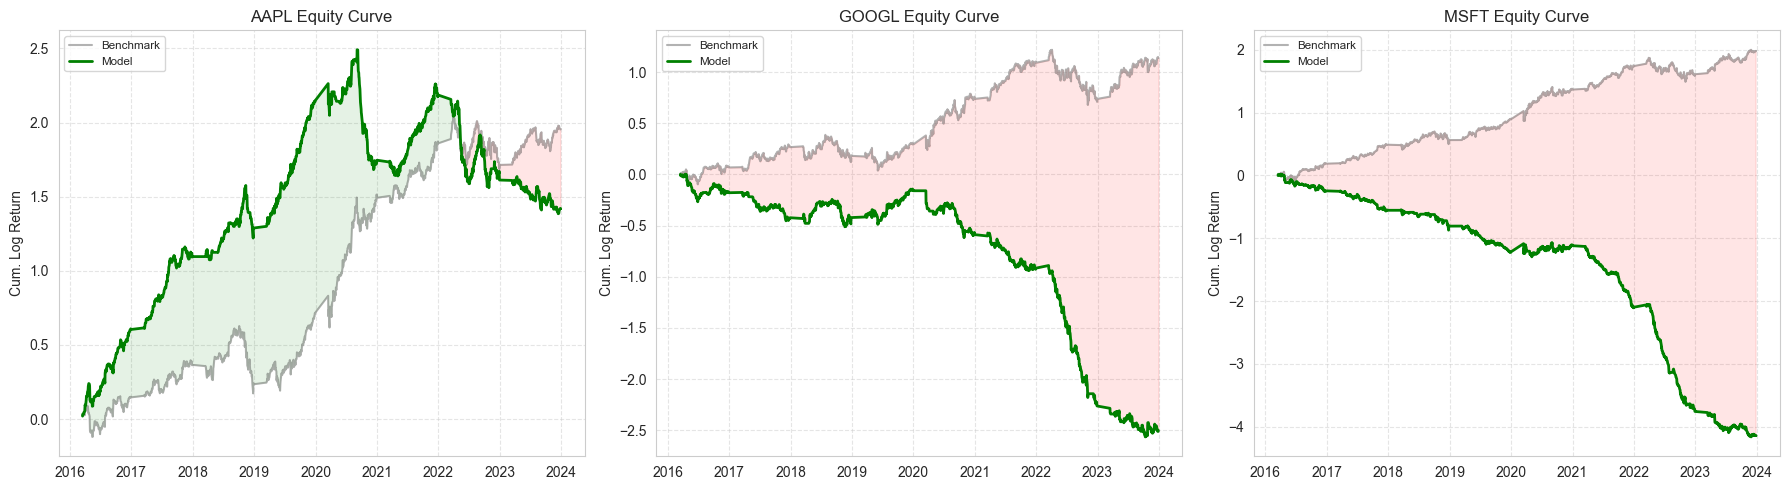 AAPL Equity Curve
Cum. Log Return
2.5
2.0
1.5
1.0
0.5
0.0
Benchmark
Model
2016 2017 2018 2019 2020 2021 2022 2023 2024
GOOGL Equity Curve
Cum. Log Return
1.0
0.5
0.0
−0.5
−1.0
−1.5
−2.0
−2.5
Benchmark
Model
2016 2017 2018 2019 2020 2021 2022 2023 2024
MSFT Equity Curve
Cum. Log Return
2
1
0
−1
−2
−3
−4
Benchmark
Model
2016 2017 2018 2019 2020 2021 2022 2023 2024